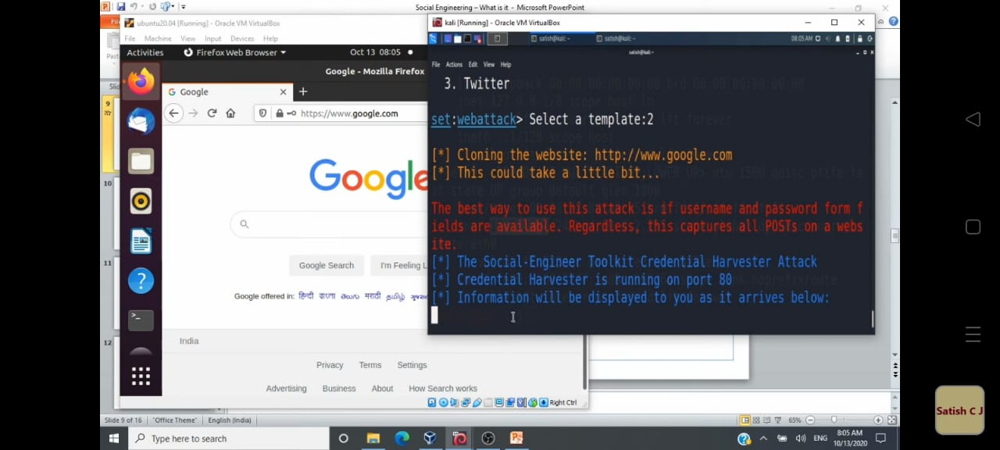 Social Engineering – What is it - Microsoft PowerPoint
ubuntu20.04 [Running] - Oracle VM VirtualBox
File Machine View Input Devices Help
Activities Firefox Web Browser Oct 13 08:05
Google - Mozilla Firefox
Google
https://www.google.com
Google
Google Search I'm Feeling L
Google offered in: हिन्दी বাংলা తెలుగు मराठी தமிழ்
India
Privacy Terms Settings
Advertising Business About How Search works
Right Ctrl
kali [Running] - Oracle VM VirtualBox
satish@kali: ~ satish@kali: ~ 08:05 AM
satish@kali: ~
File Actions Edit View Help
3. Twitter
set:webattack> Select a template:2
[*] Cloning the website: http://www.google.com
[*] This could take a little bit...
The best way to use this attack is if username and password form f
ields are available. Regardless, this captures all POSTs on a webs
ite.
[*] The Social-Engineer Toolkit Credential Harvester Attack
[*] Credential Harvester is running on port 80
[*] Information will be displayed to you as it arrives below:
9
10
11
12
Slide 9 of 16 "Office Theme" English (India) 65%
Type here to search
ENG 8:05 AM
10/13/2020
Satish C J